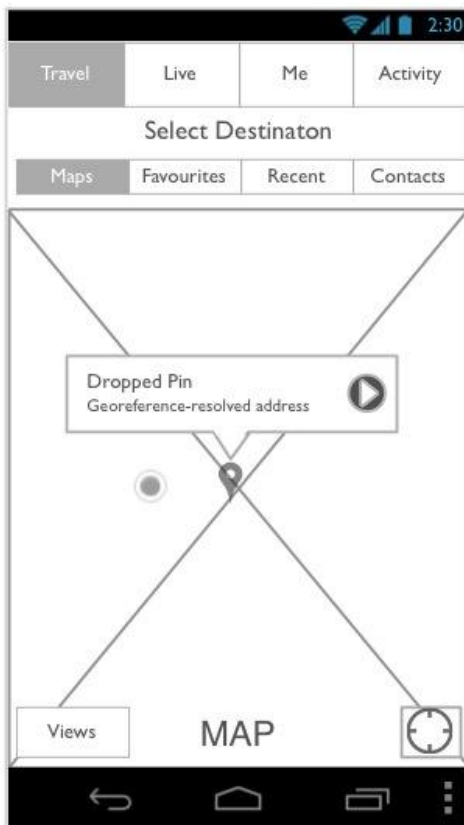 2:30
Travel Live Me Activity
Select Destinaton
Maps Favourites Recent Contacts
Dropped Pin
Georeference-resolved address
Views MAP